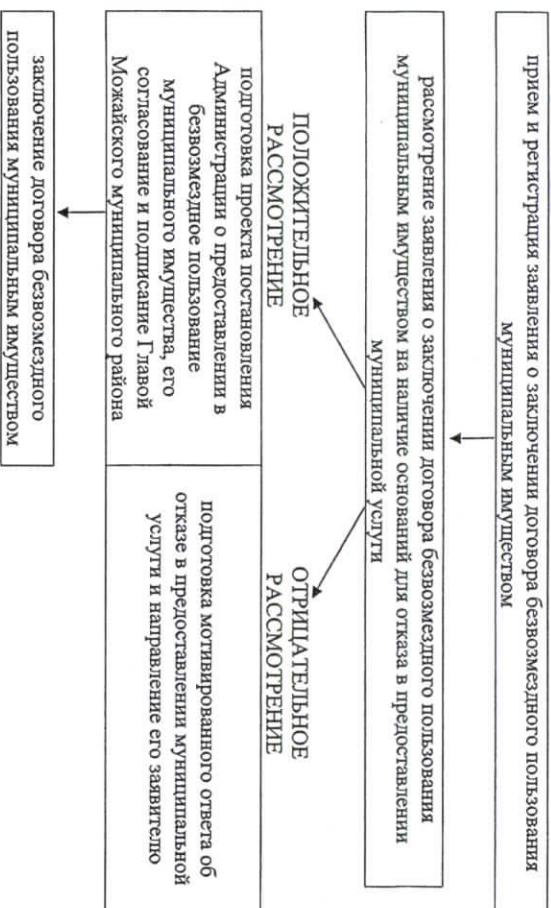 прием и регистрация заявления о заключении договора безвозмездного пользования
муниципальным имуществом
рассмотрение заявления о заключении договора безвозмездного пользования
муниципальным имуществом на наличие оснований для отказа в предоставлении
муниципальной услуги
ПОЛОЖИТЕЛЬНОЕ
РАССМОТРЕНИЕ
ОТРИЦАТЕЛЬНОЕ
РАССМОТРЕНИЕ
подготовка проекта постановления
Администрации о предоставлении в
безвозмездное пользование
муниципального имущества, его
согласование и подписание Главой
Можайского муниципального района
подготовка мотивированного ответа об
отказе в предоставлении муниципальной
услуги и направление его заявителю
заключение договора безвозмездного
пользования муниципальным имуществом